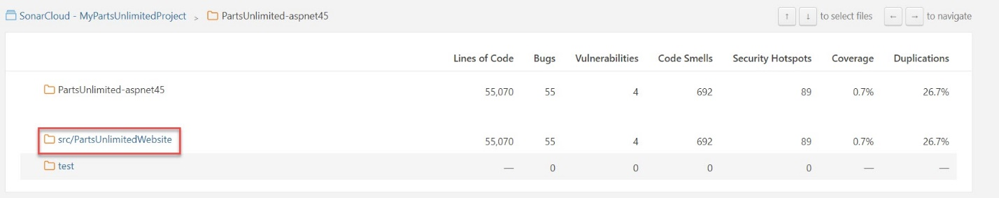 SonarCloud - MyPartsUnlimitedProject > PartsUnlimited-aspnet45 ↑ ↓ to select files ← → to navigate
Lines of Code Bugs Vulnerabilities Code Smells Security Hotspots Coverage Duplications
PartsUnlimited-aspnet45 55,070 55 4 692 89 0.7% 26.7%
src/PartsUnlimitedWebsite 55,070 55 4 692 89 0.7% 26.7%
test — 0 0 0 0 — —